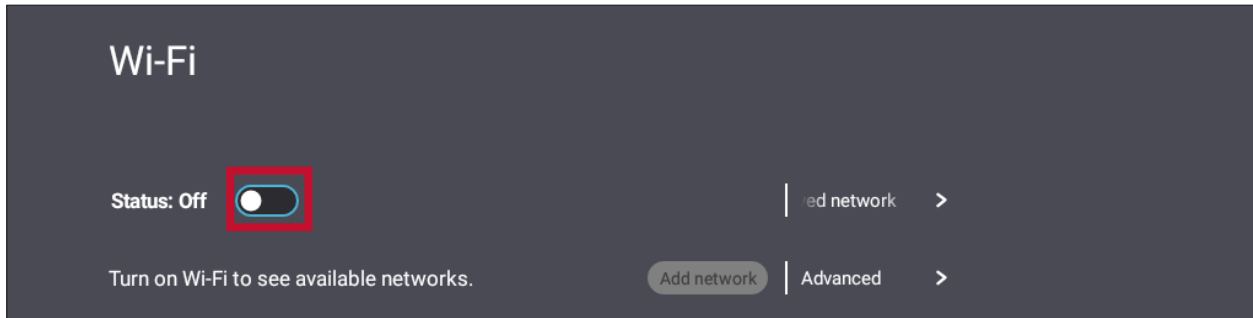 Wi-Fi
Status: Off
ed network
Turn on Wi-Fi to see available networks.
Add network
Advanced